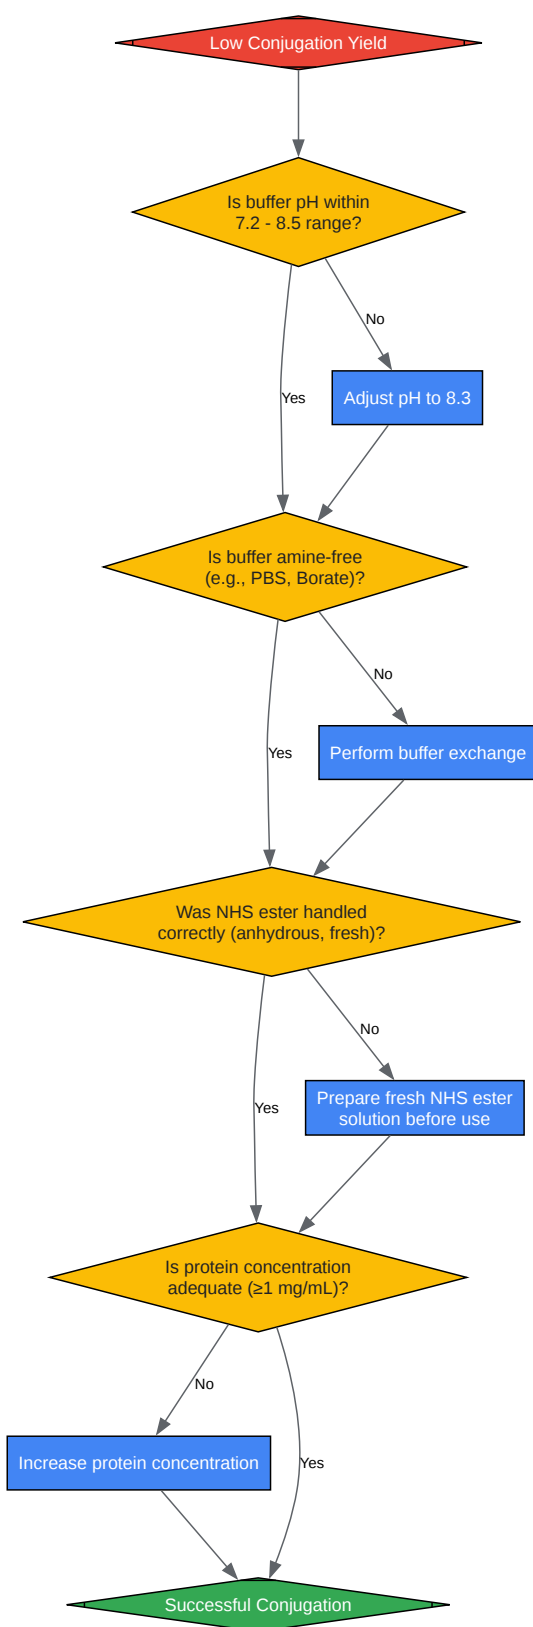 Low Conjugation Yield
Is buffer pH within
7.2 - 8.5 range?
No
Yes
Adjust pH to 8.3
Is buffer amine-free
(e.g., PBS, Borate)?
No
Yes
Perform buffer exchange
Was NHS ester handled
correctly (anhydrous, fresh)?
No
Yes
Prepare fresh NHS ester
solution before use
Is protein concentration
adequate (≥1 mg/mL)?
No
Yes
Increase protein concentration
Successful Conjugation